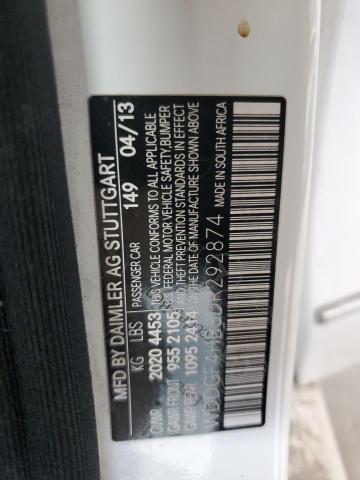 MFD BY DAIMLER AG STUTTGART
PASSENGER CAR 149 04/13
KG LBS
GVWR 2020 4453
GAWR FRONT 955 2105
GAWR REAR 1095 2414
THIS VEHICLE CONFORMS TO ALL APPLICABLE
U.S. FEDERAL MOTOR VEHICLE SAFETY, BUMPER
AND THEFT PREVENTION STANDARDS IN EFFECT
ON THE DATE OF MANUFACTURE SHOWN ABOVE
MADE IN SOUTH AFRICA